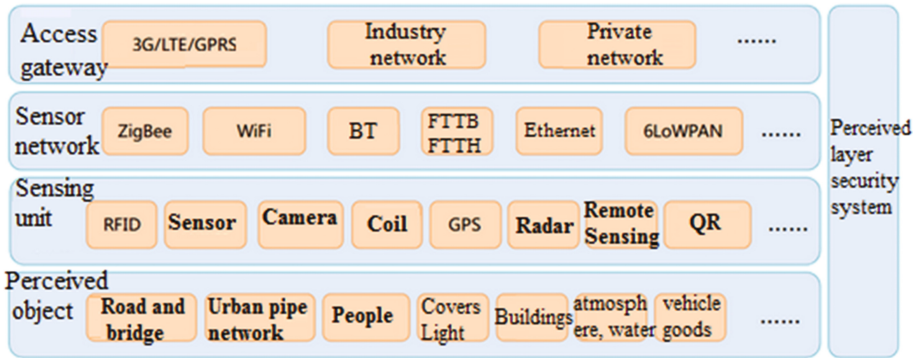 Access
gateway
3G/LTE/GPRS
Industry
network
Private
network
......
Sensor
network
ZigBee
WiFi
BT
FTTB
FTTH
Ethernet
6LoWPAN
......
Sensing
unit
RFID
Sensor
Camera
Coil
GPS
Radar
Remote
Sensing
QR
......
Perceived
object
Road and
bridge
Urban pipe
network
People
Covers
Light
Buildings
atmosph
ere, water
vehicle
goods
......
Perceived
layer
security
system